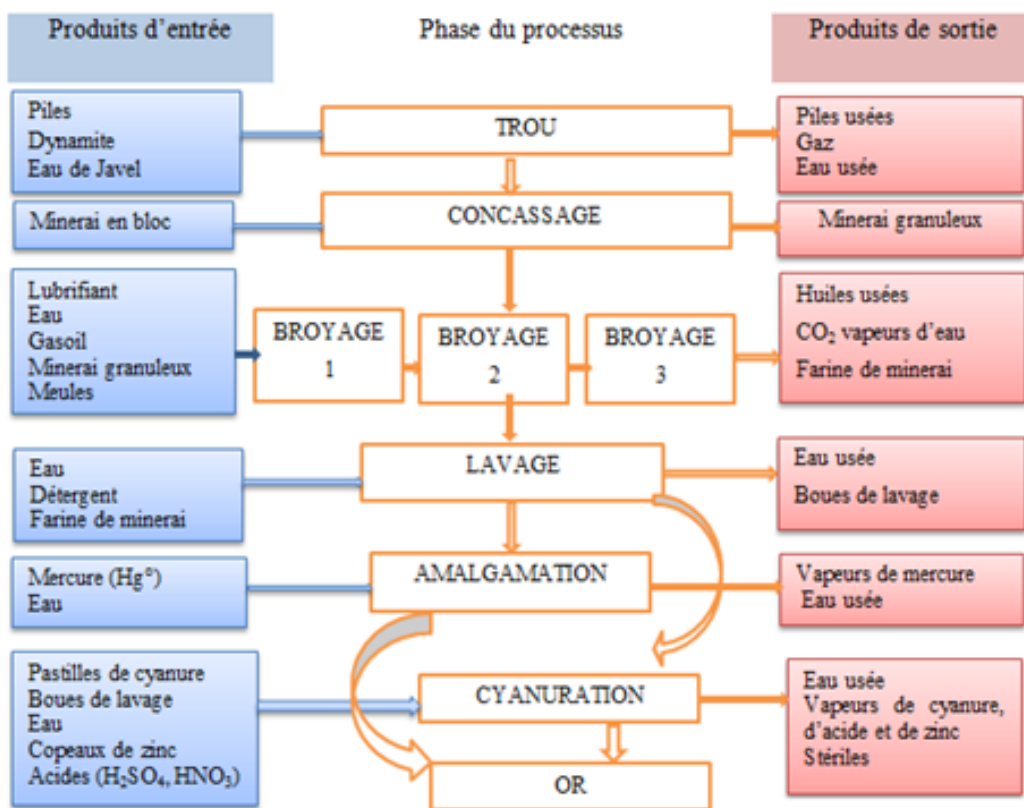 Produits d'entrée
Phase du processus
Produits de sortie
Piles
Dynamite
Eau de Javel
TROU
Piles usées
Gaz
Eau usée
Minerai en bloc
CONCASSAGE
Minerai granuleux
Lubrifiant
Eau
Gasoil
Minerai granuleux
Meules
BROYAGE
1
BROYAGE
2
BROYAGE
3
Huiles usées
CO₂ vapeurs d'eau
Farine de minerai
Eau
Détergent
Farine de minerai
LAVAGE
Eau usée
Boues de lavage
Mercure (Hg°)
Eau
AMALGAMATION
Vapeurs de mercure
Eau usée
Pastilles de cyanure
Boues de lavage
Eau
Copeaux de zinc
Acides (H₂SO₄, HNO₃)
CYANURATION
Eau usée
Vapeurs de cyanure,
d'acide et de zinc
Stériles
OR